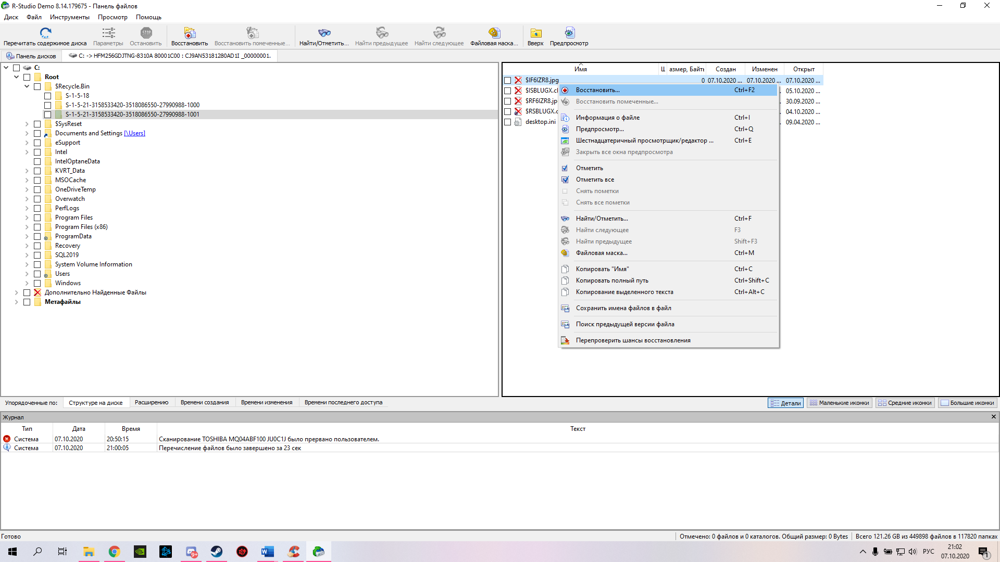 R-Studio Demo 8.14.179675 - Панель файлов
Диск Файл Инструменты Просмотр Помощь
Перечитать содержимое диска Параметры Остановить Восстановить Восстановить помеченные... Найти/Отметить... Найти предыдущее Найти следующее Файловая маска... Вверх Предпросмотр
Панель дисков C: -> HFM256GDJTNG-8310A 80001C00 : CJ9AN53181280AD1I _00000001.
C:
Root
$Recycle.Bin
S-1-5-18
S-1-5-21-3158533420-3518086550-27990988-1000
S-1-5-21-3158533420-3518086550-27990988-1001
$SysReset
Documents and Settings [\Users]
eSupport
Intel
IntelOptaneData
KVRT_Data
MSOCache
OneDriveTemp
Overwatch
PerfLogs
Program Files
Program Files (x86)
ProgramData
Recovery
SQL2019
System Volume Information
Users
Windows
Дополнительно Найденные Файлы
Метафайлы
Имя Ц азмер, Байть Создан Изменен Открыт
$IF6IZR8.jpg 0 07.10.2020 ... 07.10.2020 ... 07.10.2020 ...
$ISBLUGX.cl 05.10.2020 ...
$RF6IZR8.jp 30.09.2020 ...
$RSBLUGX.c 04.10.2020 ...
desktop.ini 09.04.2020 ...
Восстановить... Ctrl+F2
Восстановить помеченные...
Информация о файле Ctrl+I
Предпросмотр... Ctrl+Q
Шестнадцатеричный просмотрщик/редактор ... Ctrl+E
Закрыть все окна предпросмотра
Отметить
Отметить все
Снять пометки
Снять все пометки
Найти/Отметить... Ctrl+F
Найти следующее F3
Найти предыдущее Shift+F3
Файловая маска... Ctrl+M
Копировать "Имя" Ctrl+C
Копировать полный путь Ctrl+Shift+C
Копирование выделенного текста Ctrl+Alt+C
Сохранить имена файлов в файл
Поиск предыдущей версии файла
Перепроверить шансы восстановления
Упорядоченные по: Структуре на диске Расширению Времени создания Времени изменения Времени последнего доступа
Детали Маленькие иконки Средние иконки Большие иконки
Журнал
Тип Дата Время Текст
Система 07.10.2020 20:50:15 Сканирование TOSHIBA MQ04ABF100 JU0C1J было прервано пользователем.
Система 07.10.2020 21:00:05 Перечисление файлов было завершено за 23 сек
Готово
Отмечено: 0 файлов и 0 каталогов. Общий размер: 0 Bytes Всего 121.26 GB из 449898 файлов в 117820 папках
9+
РУС
21:02
07.10.2020
1